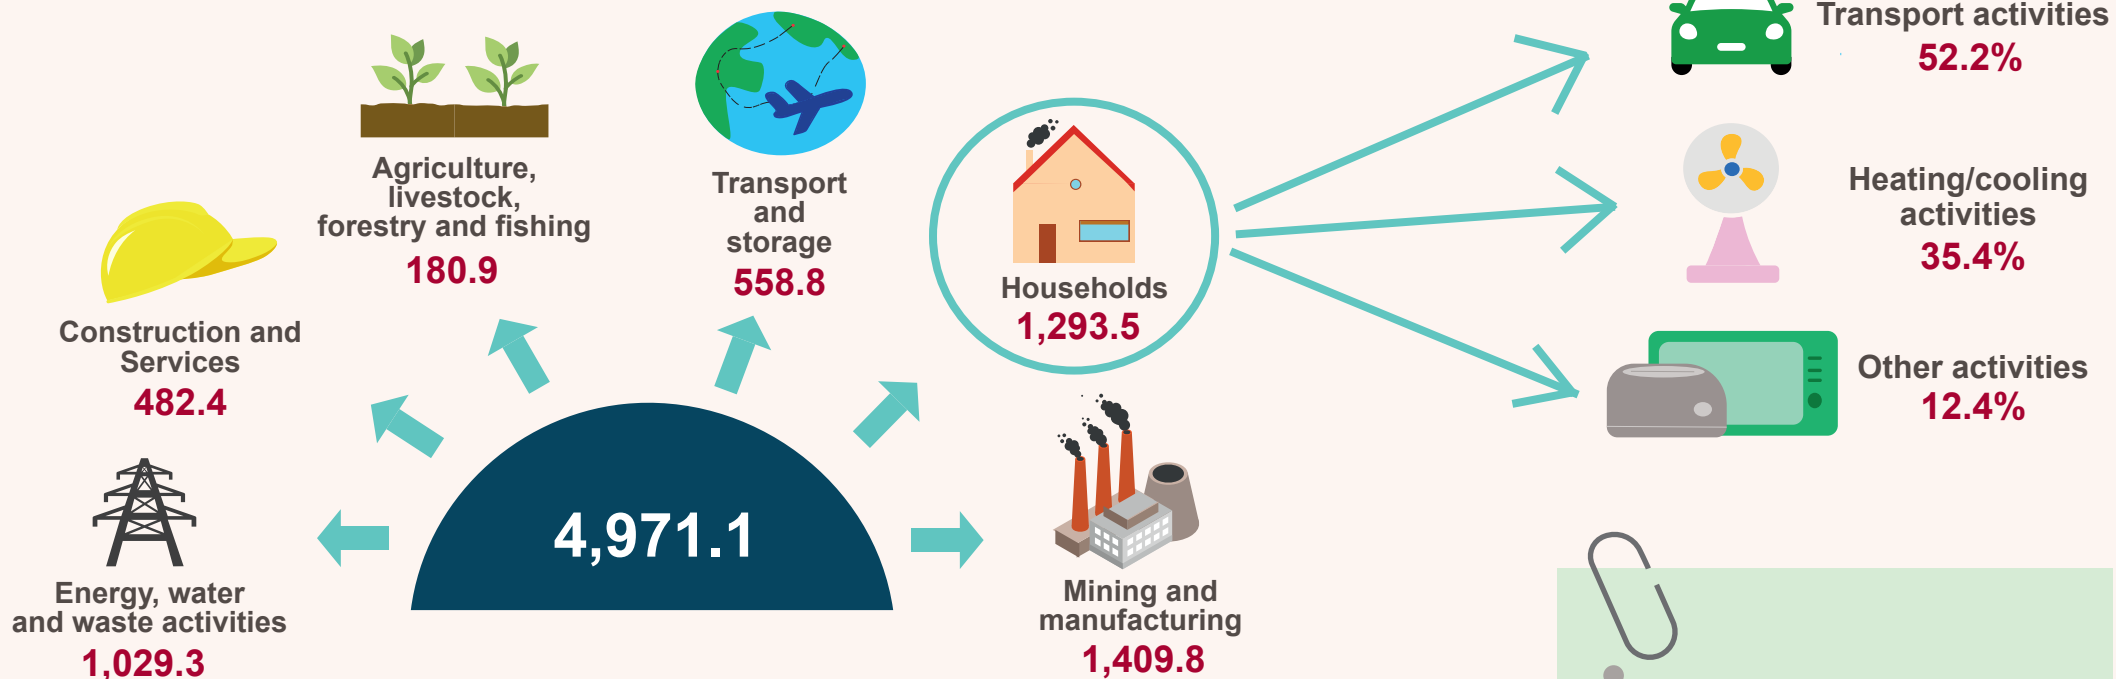 Agriculture,
livestock,
forestry and fishing
180.9
Transport
and
storage
558.8
Households
1,293.5
Transport activities
52.2%
Heating/cooling
activities
35.4%
Other activities
12.4%
Construction and
Services
482.4
Energy, water
and waste activities
1,029.3
4,971.1
Mining and
manufacturing
1,409.8